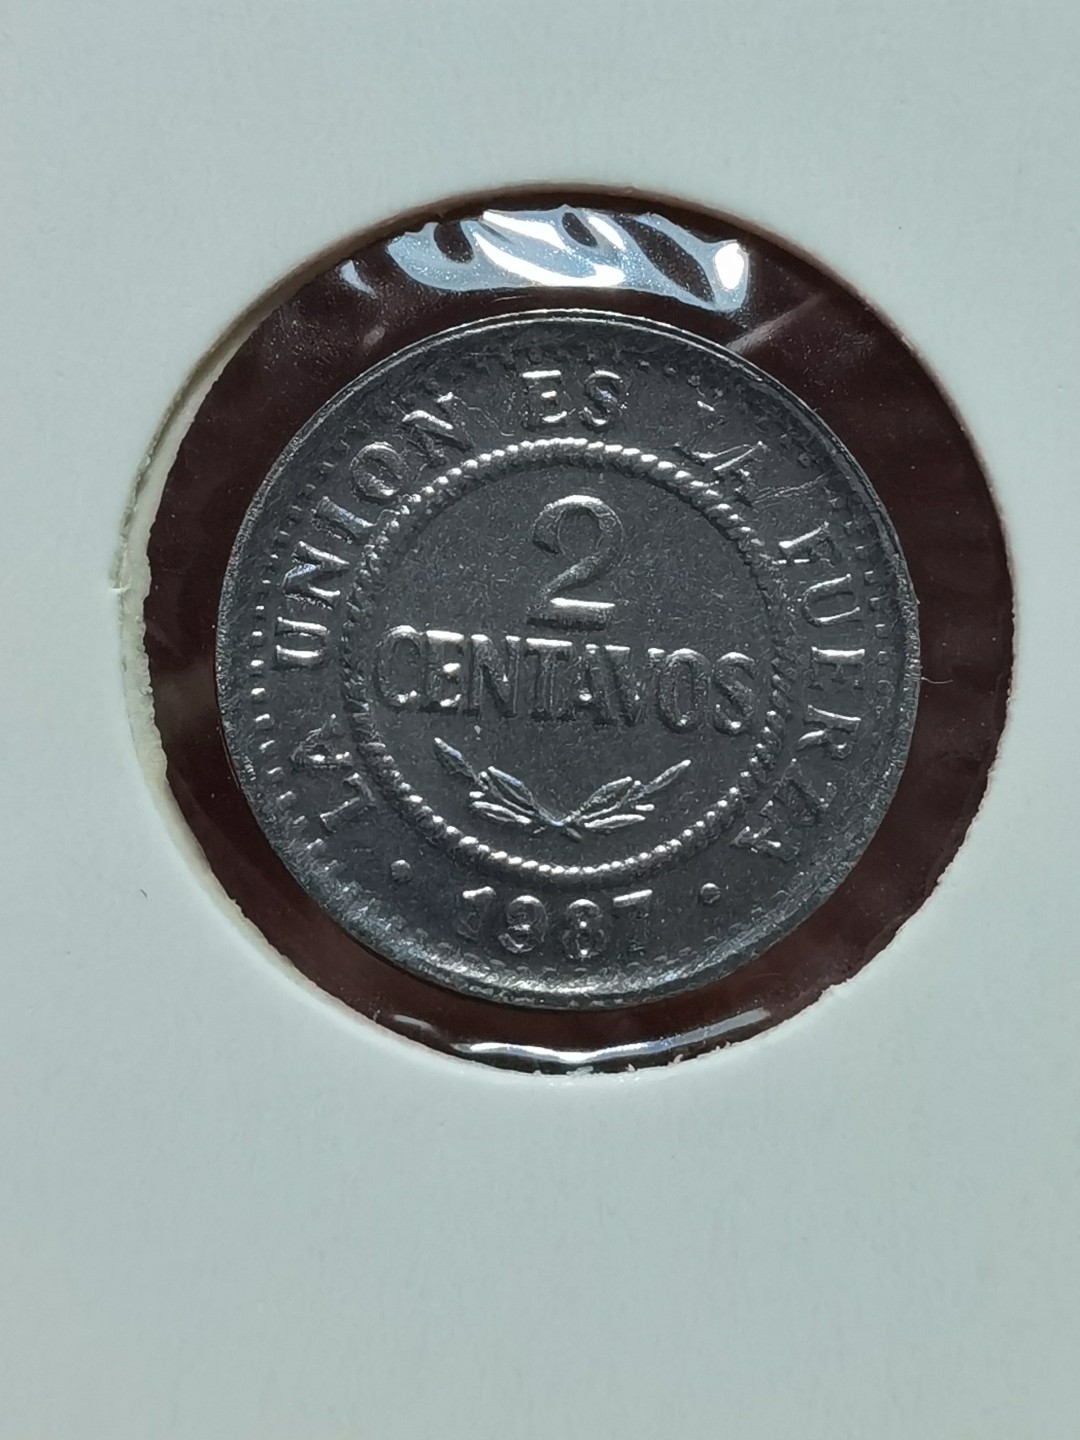 LA UNION ES LA FUERZA
2
CENTAVOS
1987